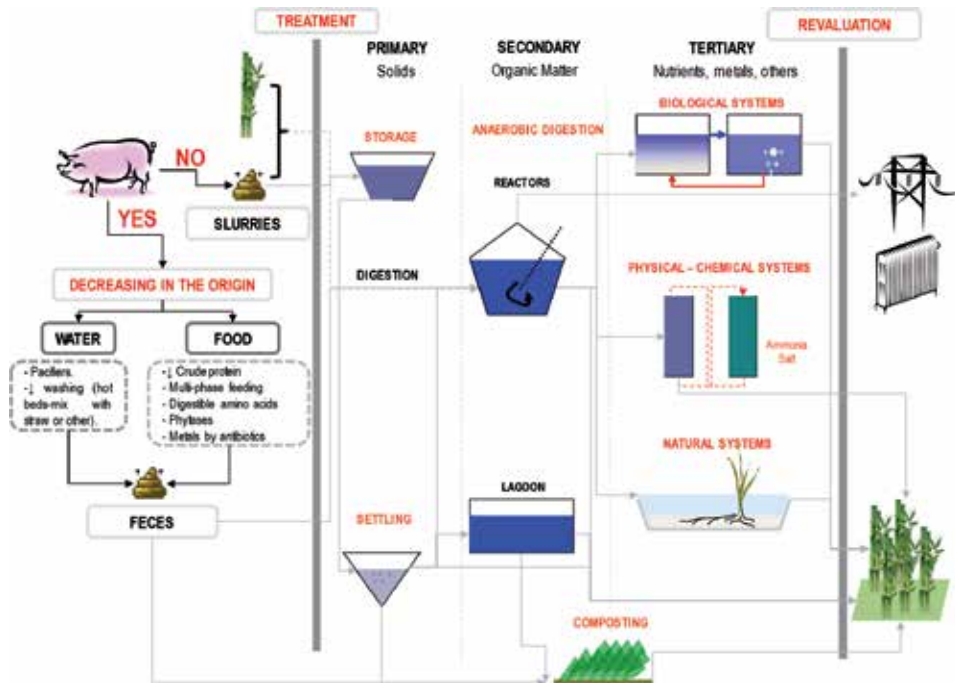 TREATMENT
REVALUATION
PRIMARY
Solids
SECONDARY
Organic Matter
TERTIARY
Nutrients, metals, others
BIOLOGICAL SYSTEMS
STORAGE
ANAEROBIC DIGESTION
NO
REACTORS
SLURRIES
YES
DIGESTION
PHYSICAL – CHEMICAL SYSTEMS
DECREASING IN THE ORIGIN
WATER
FOOD
Ammonia
Salt
- Pacifiers.
-↓ washing (hot
beds-mix with
straw or other).
-↓ Crude protein
- Multi-phase feeding
- Digestible amino acids
- Phytases
- Metals by antibiotics
NATURAL SYSTEMS
LAGOON
FECES
SETTLING
COMPOSTING